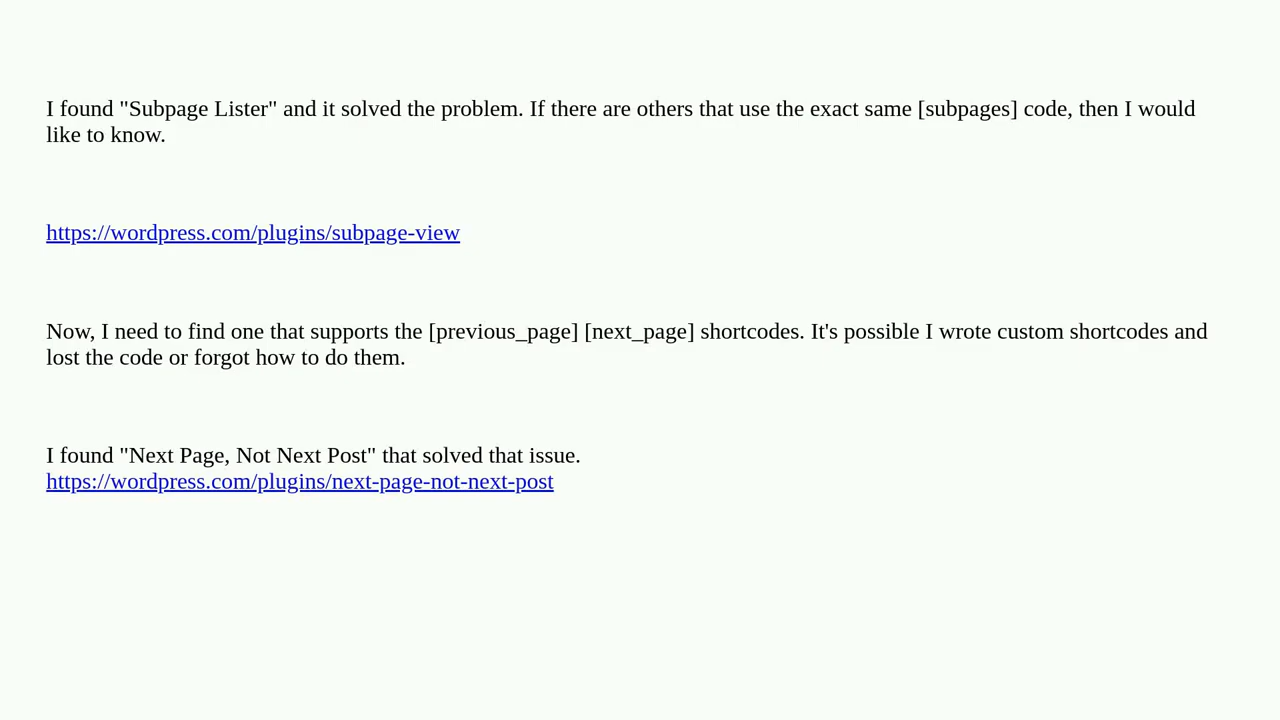 I found "Subpage Lister" and it solved the problem. If there are others that use the exact same [subpages] code, then I would
like to know.
https://wordpress.com/plugins/subpage-view
Now, I need to find one that supports the [previous_page] [next_page] shortcodes. It's possible I wrote custom shortcodes and
lost the code or forgot how to do them.
I found "Next Page, Not Next Post" that solved that issue.
https://wordpress.com/plugins/next-page-not-next-post